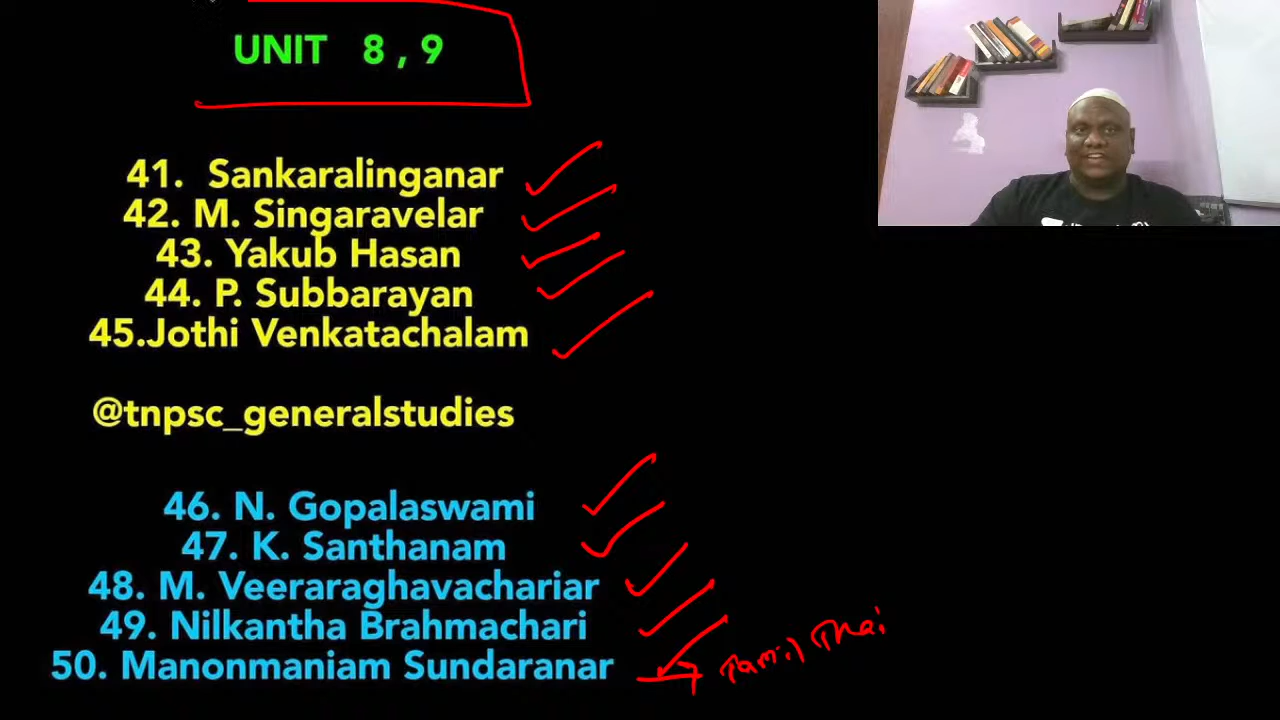 UNIT 8 , 9
41. Sankaralinganar
42. M. Singaravelar
43. Yakub Hasan
44. P. Subbarayan
45.Jothi Venkatachalam
@tnpsc_generalstudies
46. N. Gopalaswami
47. K. Santhanam
48. M. Veeraraghavachariar
49. Nilkantha Brahmachari
50. Manonmaniam Sundaranar
Tamil Thai